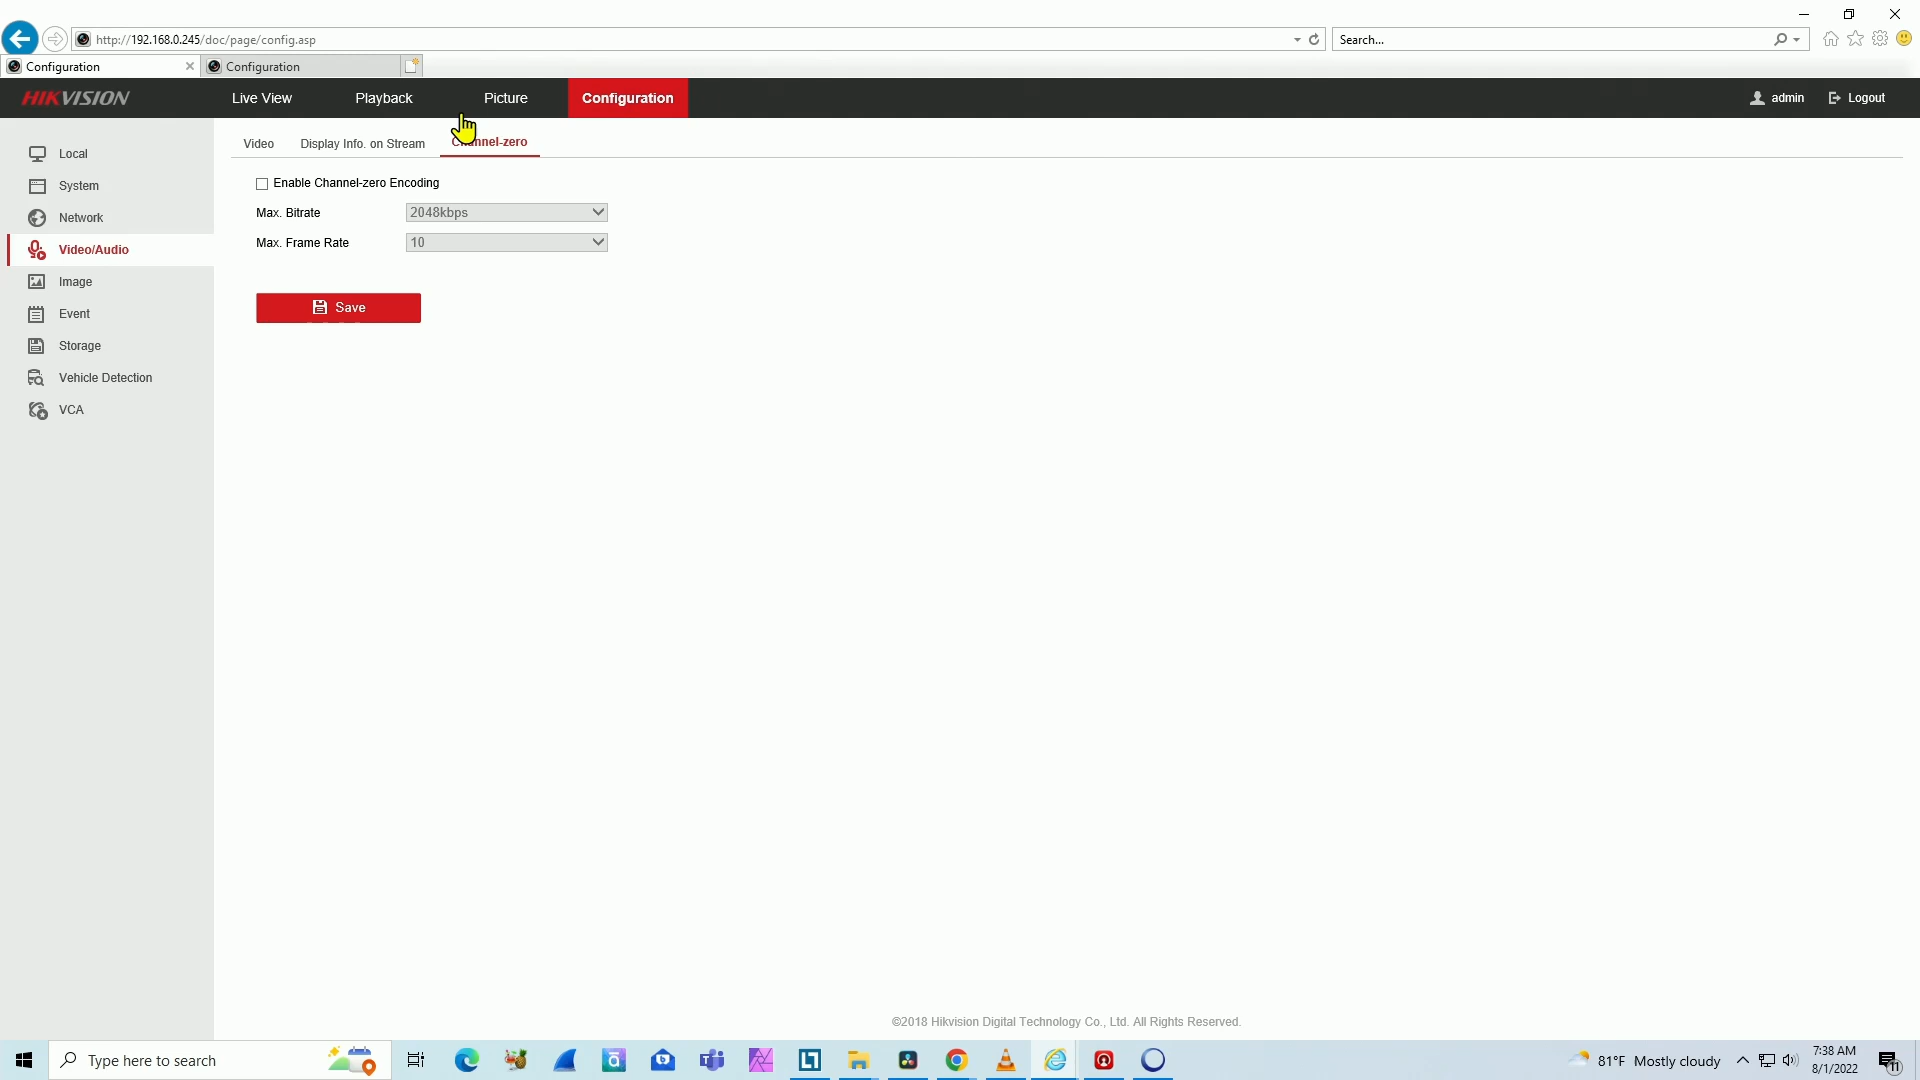 http://192.168.0.245/doc/page/config.asp
Search...
Configuration
Configuration
HIKVISION
Live View
Playback
Picture
Configuration
admin
Logout
Video
Display Info. on Stream
Channel-zero
Local
System
Network
Video/Audio
Image
Event
Storage
Vehicle Detection
VCA
Enable Channel-zero Encoding
Max. Bitrate
2048kbps
Max. Frame Rate
10
Save
©2018 Hikvision Digital Technology Co., Ltd. All Rights Reserved.
Type here to search
81°F Mostly cloudy
7:38 AM
8/1/2022
11